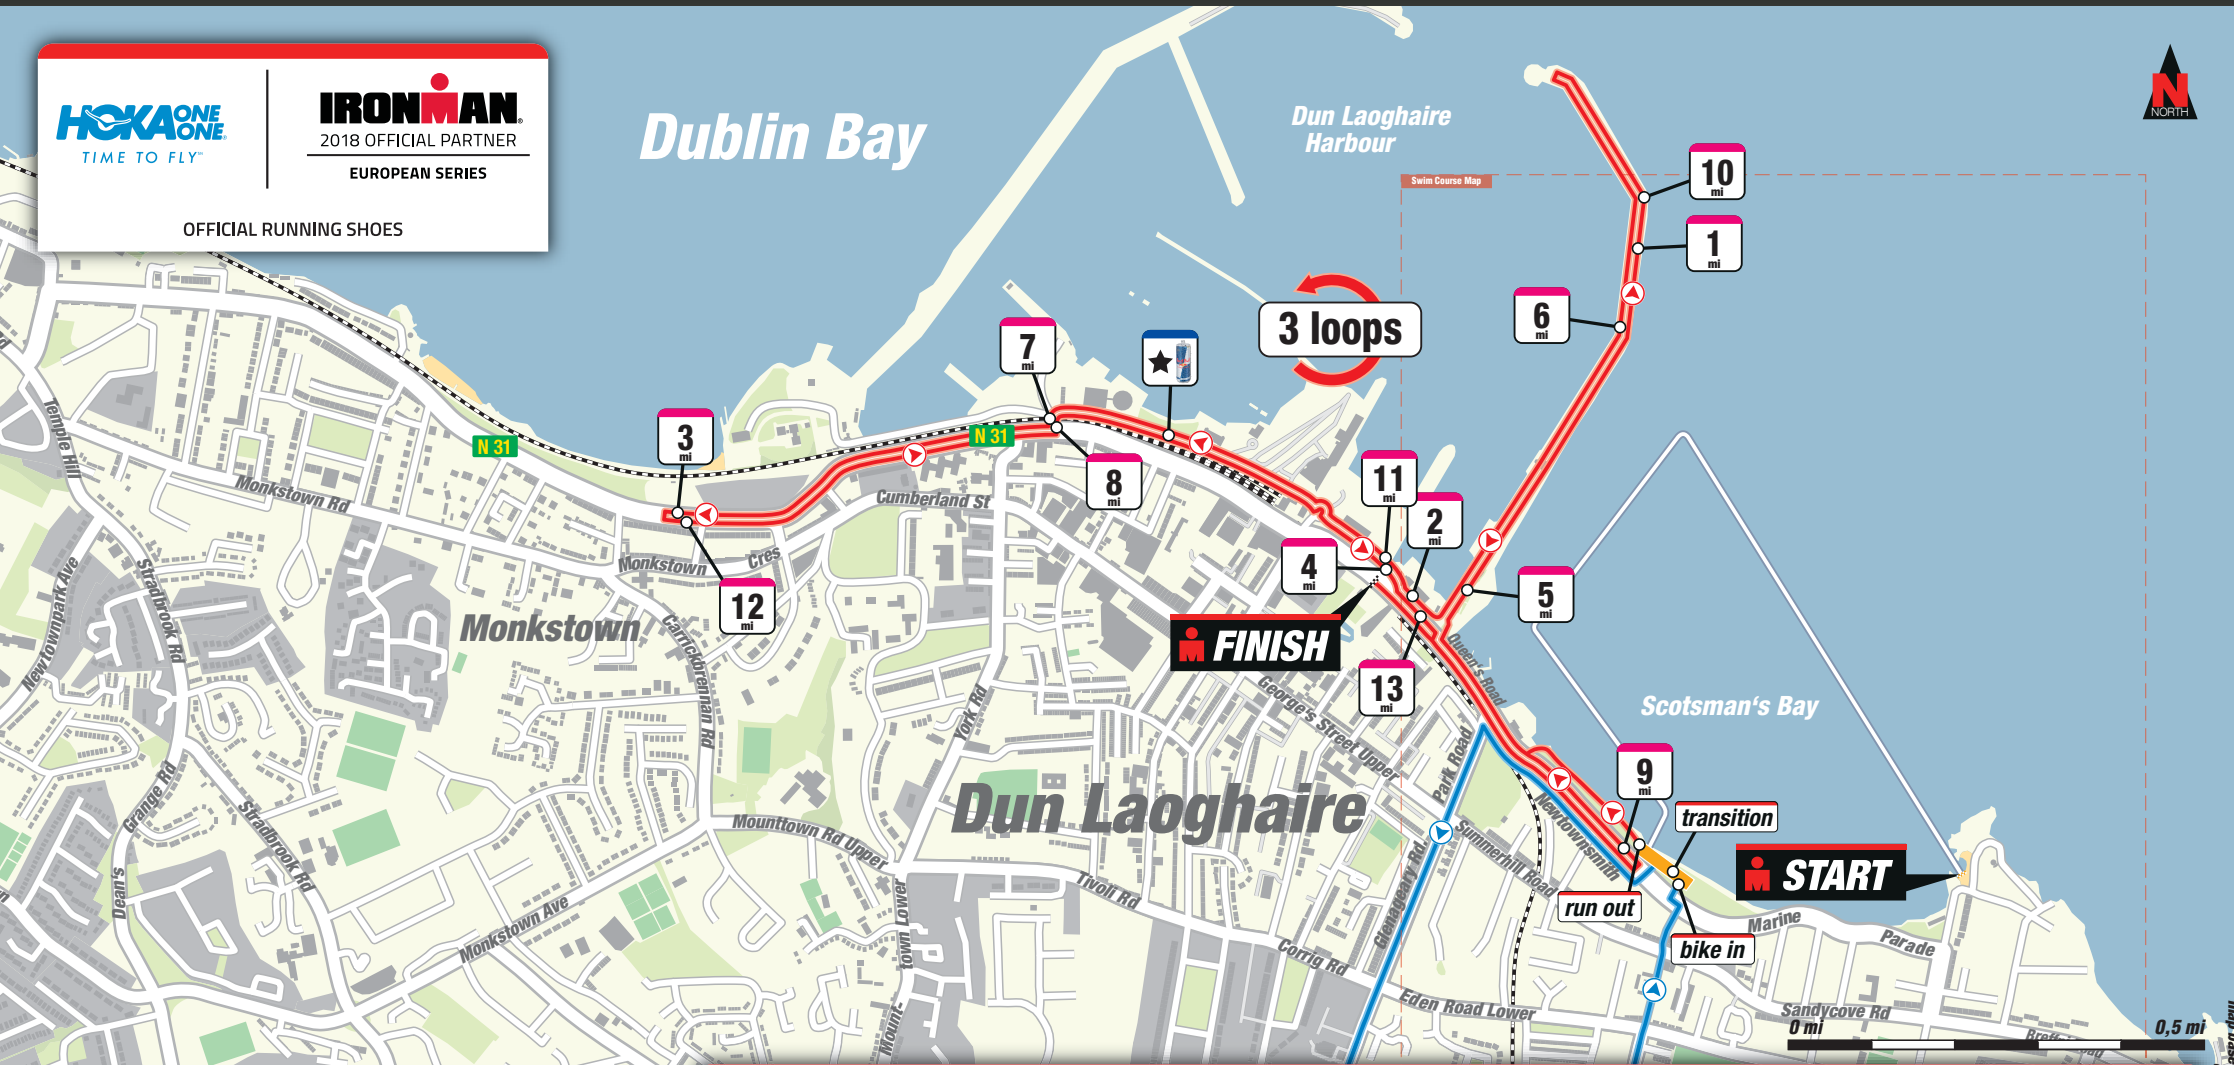 HOKA ONE ONE
TIME TO FLY™
IRONMAN®
2018 OFFICIAL PARTNER
EUROPEAN SERIES
OFFICIAL RUNNING SHOES
Dublin Bay
Dun Laoghaire
Harbour
N
NORTH
Swim Course Map
10
mi
1
mi
6
mi
3 loops
7
mi
3
mi
N 31
N 31
8
mi
11
mi
2
mi
4
mi
5
mi
12
mi
13
mi
FINISH
Temple Hill
Monkstown Rd
Cumberland St
Monkstown
Cres
Newtownpark Ave
Stradbrook Rd
Monkstown
Carrickbrennan Rd
Queen's Road
York Rd
George's Street Upper
Park Road
Scotsman's Bay
9
mi
transition
START
run out
bike in
Dun Laoghaire
Grange Rd
Stradbrook Rd
Dean's
Mounttown Rd Upper
Newtownsmith
Summerhill Road
Glenageary Rd.
Tivoli Rd
Monkstown Ave
Mount-
town Lower
Corrig Rd
Eden Road Lower
Marine
Parade
Sandycove Rd
0 mi
0,5 mi